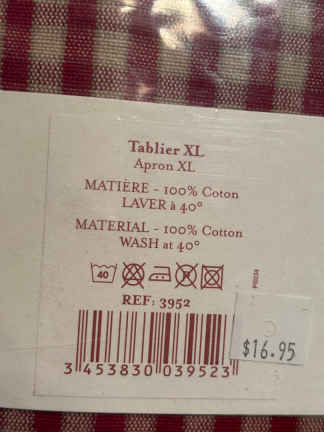 Tablier XL
Apron XL
MATIÈRE - 100% Coton
LAVER à 40°
MATERIAL - 100% Cotton
WASH at 40°
40
REF: 3952
3 453830 039523
$16.95